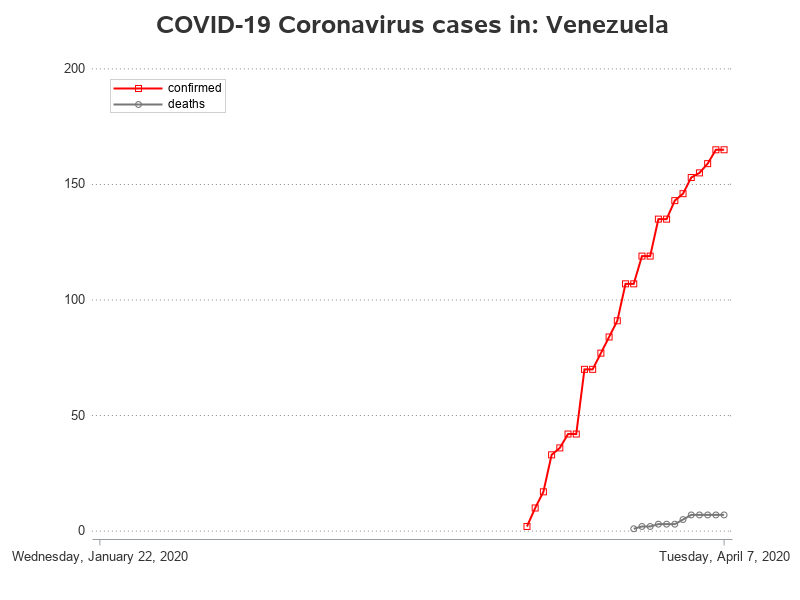 COVID-19 Coronavirus cases in: Venezuela
200
confirmed
deaths
150
100
50
0
Wednesday, January 22, 2020
Tuesday, April 7, 2020